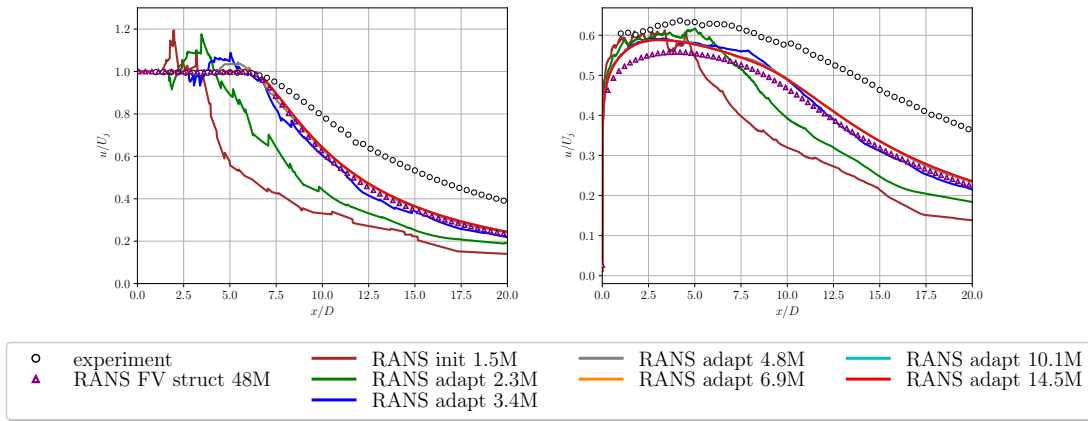 1.2
1.0
0.8
0.6
0.4
0.2
0.0
u/U_j
0.0 2.5 5.0 7.5 10.0 12.5 15.0 17.5 20.0
x/D
0.6
0.5
0.4
0.3
0.2
0.1
0.0
u/U_j
0.0 2.5 5.0 7.5 10.0 12.5 15.0 17.5 20.0
x/D
experiment
RANS FV struct 48M
RANS init 1.5M
RANS adapt 2.3M
RANS adapt 3.4M
RANS adapt 4.8M
RANS adapt 6.9M
RANS adapt 10.1M
RANS adapt 14.5M